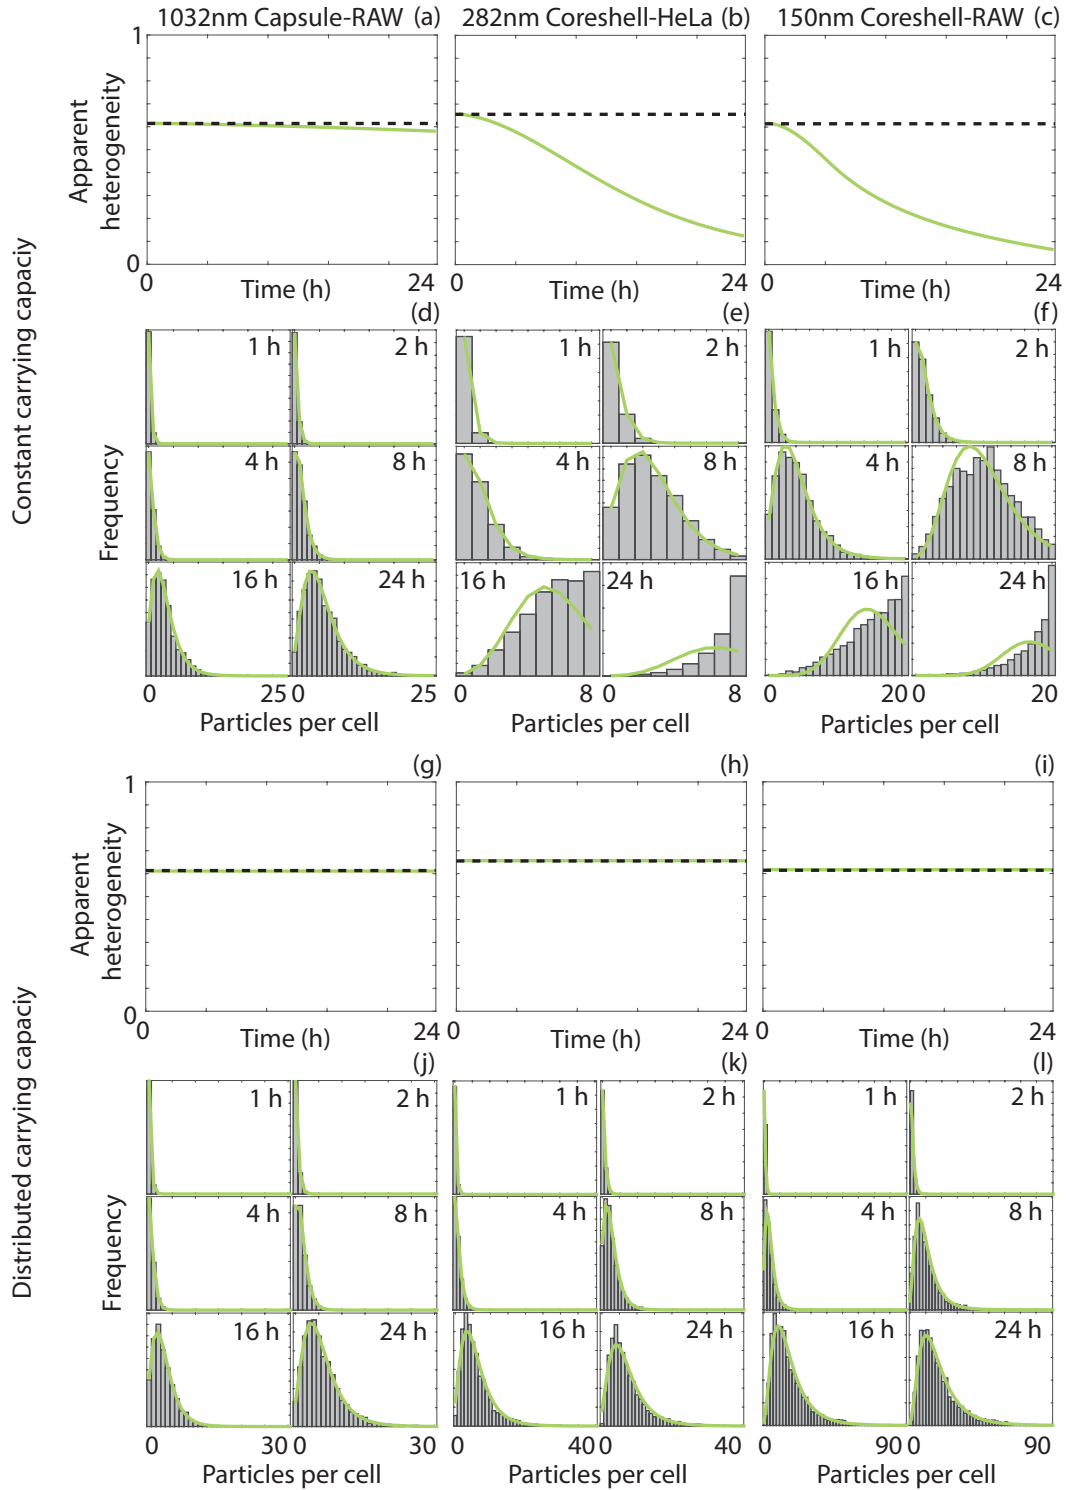 1032nm Capsule-RAW (a) 282nm Coreshell-HeLa (b) 150nm Coreshell-RAW (c)
1
Apparent
heterogeneity
0
0 Time (h) 24 0 Time (h) 24 0 Time (h) 24
Constant carrying capaciy
(d) (e) (f)
1 h 2 h 1 h 2 h 1 h 2 h
Frequency
4 h 8 h 4 h 8 h 4 h 8 h
16 h 24 h 16 h 24 h 16 h 24 h
0 25 0 25 0 8 0 8 0 20 0 20
Particles per cell Particles per cell Particles per cell
(g) (h) (i)
1
Apparent
heterogeneity
0
0 Time (h) 24 0 Time (h) 24 0 Time (h) 24
Distributed carrying capaciy
(j) (k) (l)
1 h 2 h 1 h 2 h 1 h 2 h
Frequency
4 h 8 h 4 h 8 h 4 h 8 h
16 h 24 h 16 h 24 h 16 h 24 h
0 30 0 30 0 40 0 40 0 90 0 90
Particles per cell Particles per cell Particles per cell